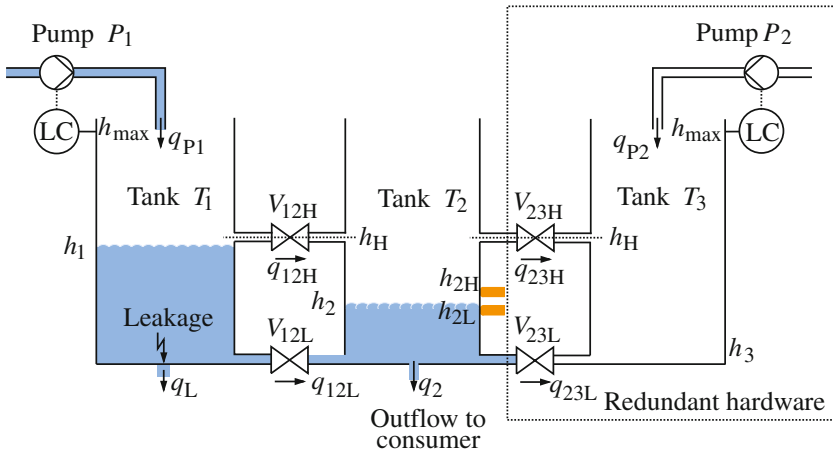 Pump P1
Pump P2
LC
hmax
qP1
qP2
hmax
LC
Tank T1
V12H
Tank T2
V23H
Tank T3
h1
hH
hH
q12H
q23H
h2H
h2
h2L
Leakage
V12L
V23L
h3
qL
q12L
q2
q23L
Redundant hardware
Outflow to
consumer